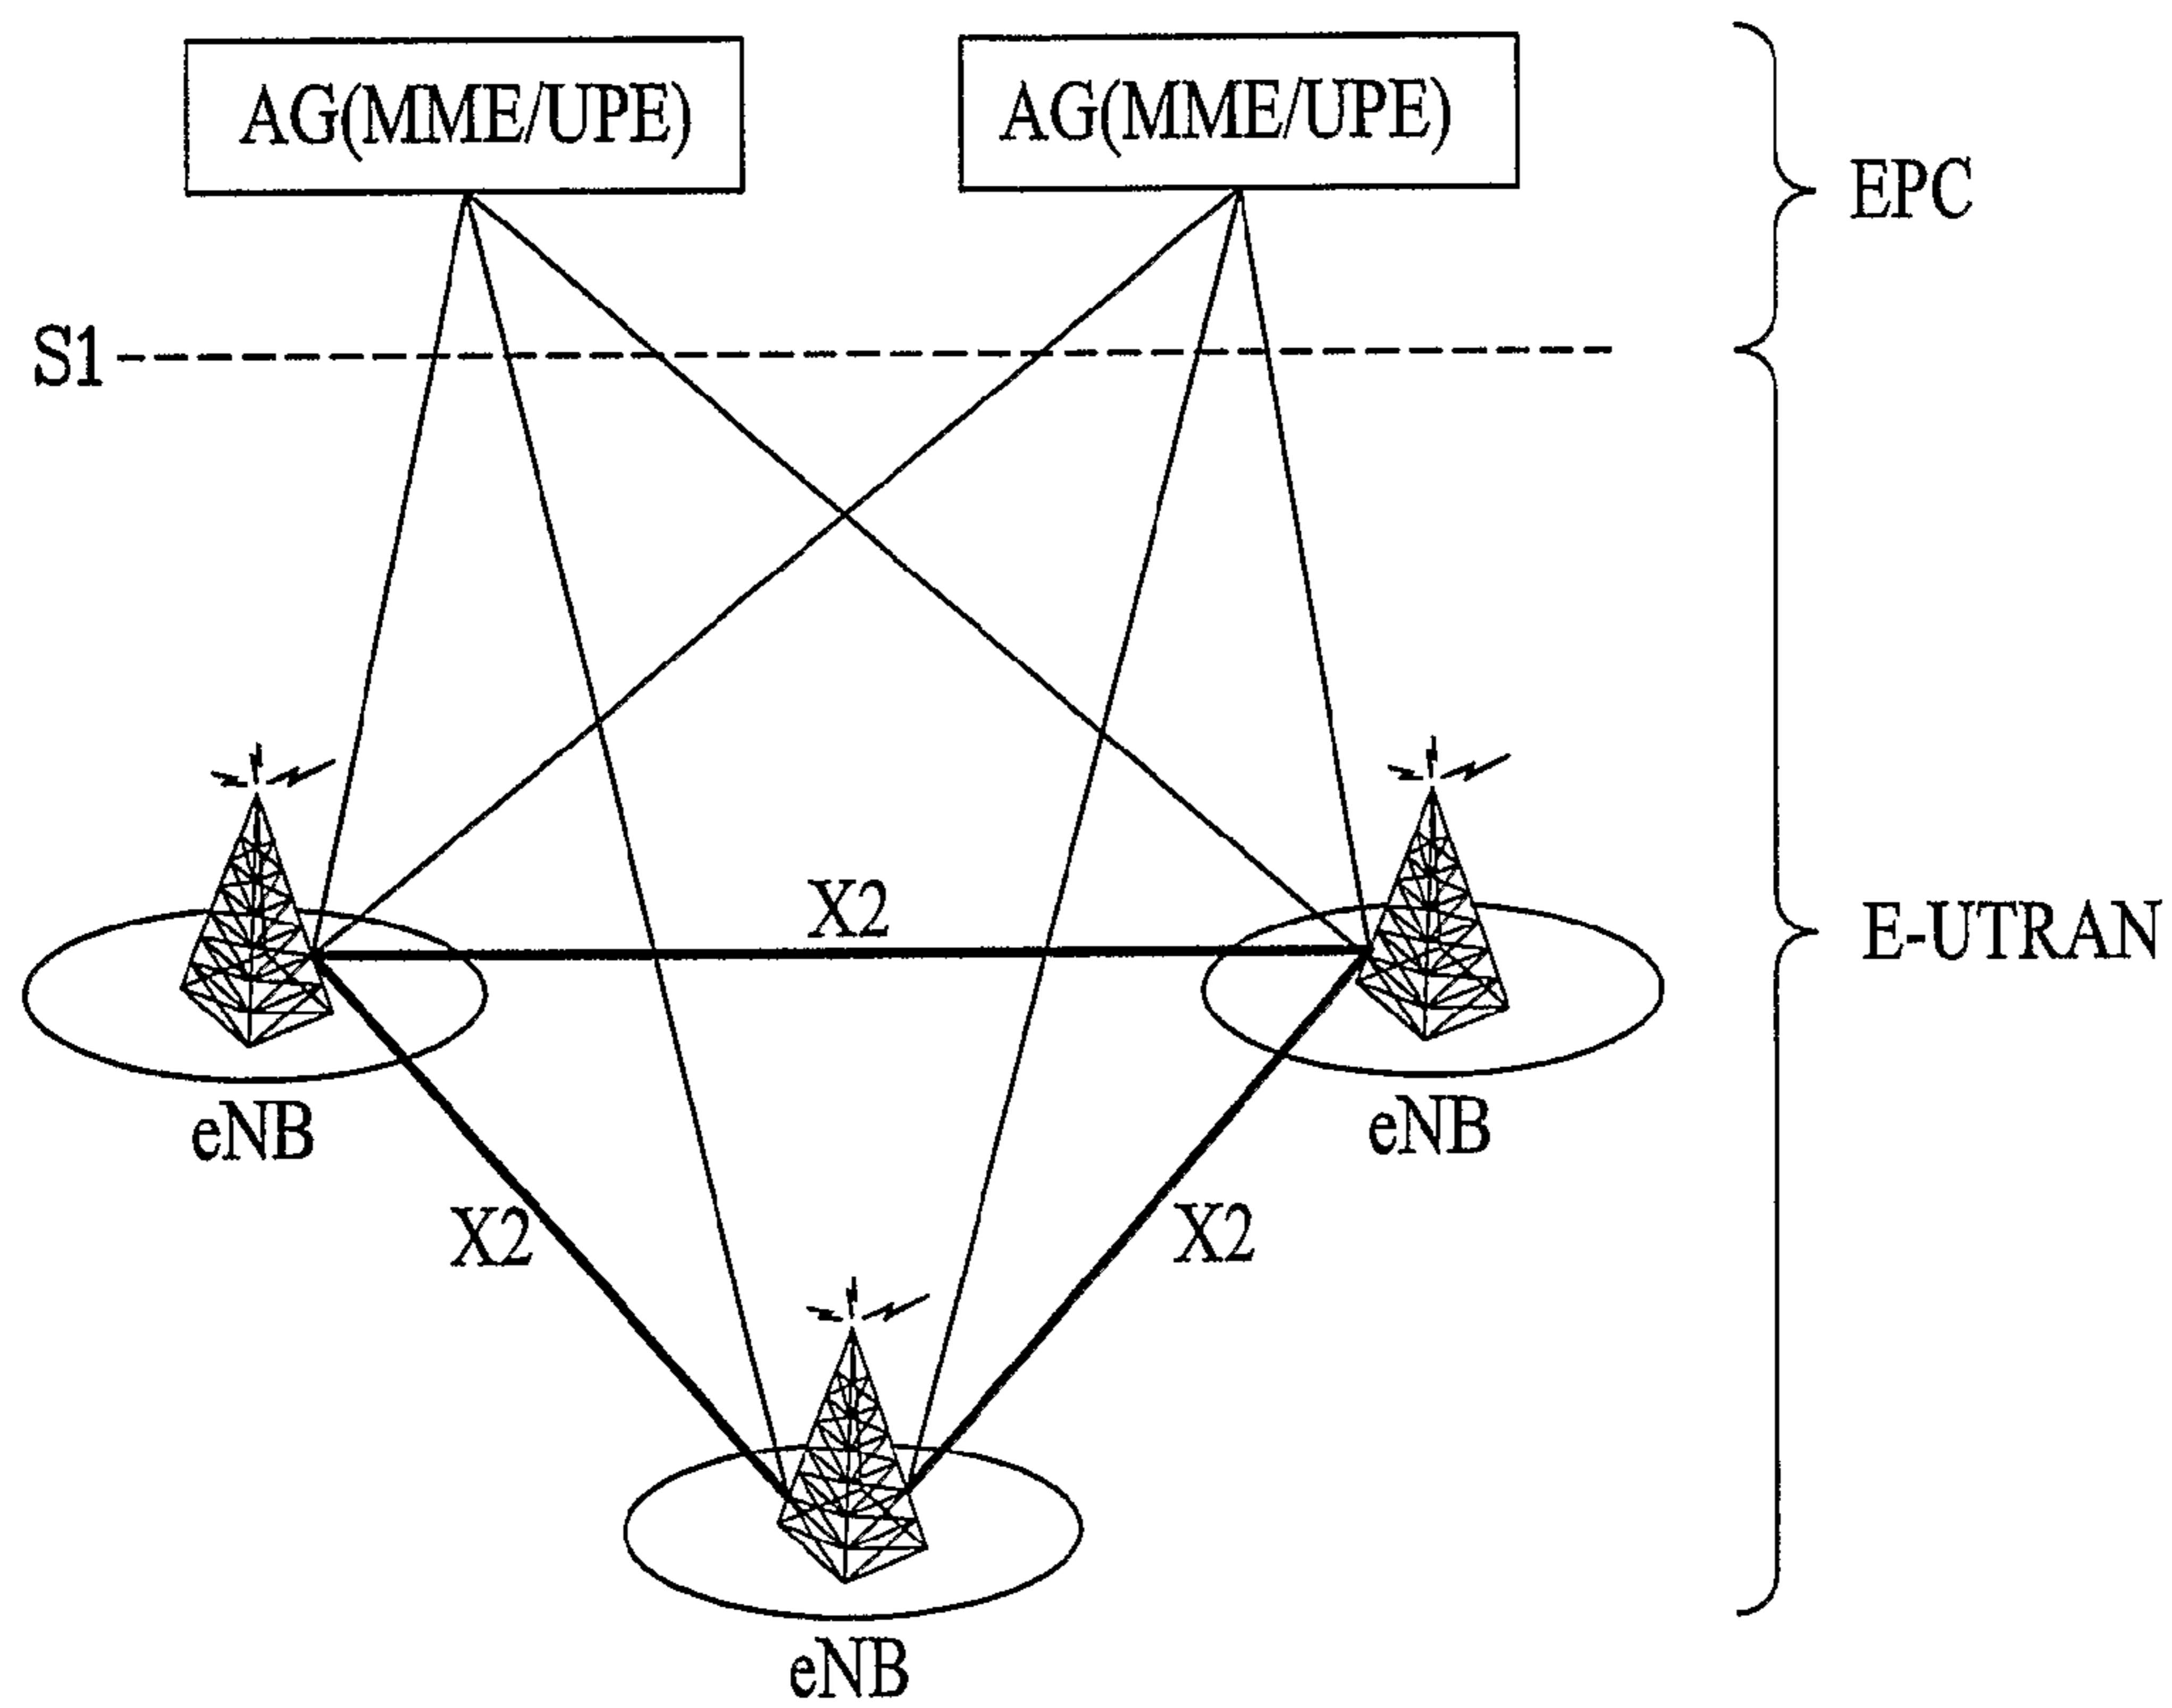 AG(MME/UPE)
AG(MME/UPE)
EPC
S1
X2
E-UTRAN
eNB
eNB
X2
X2
eNB